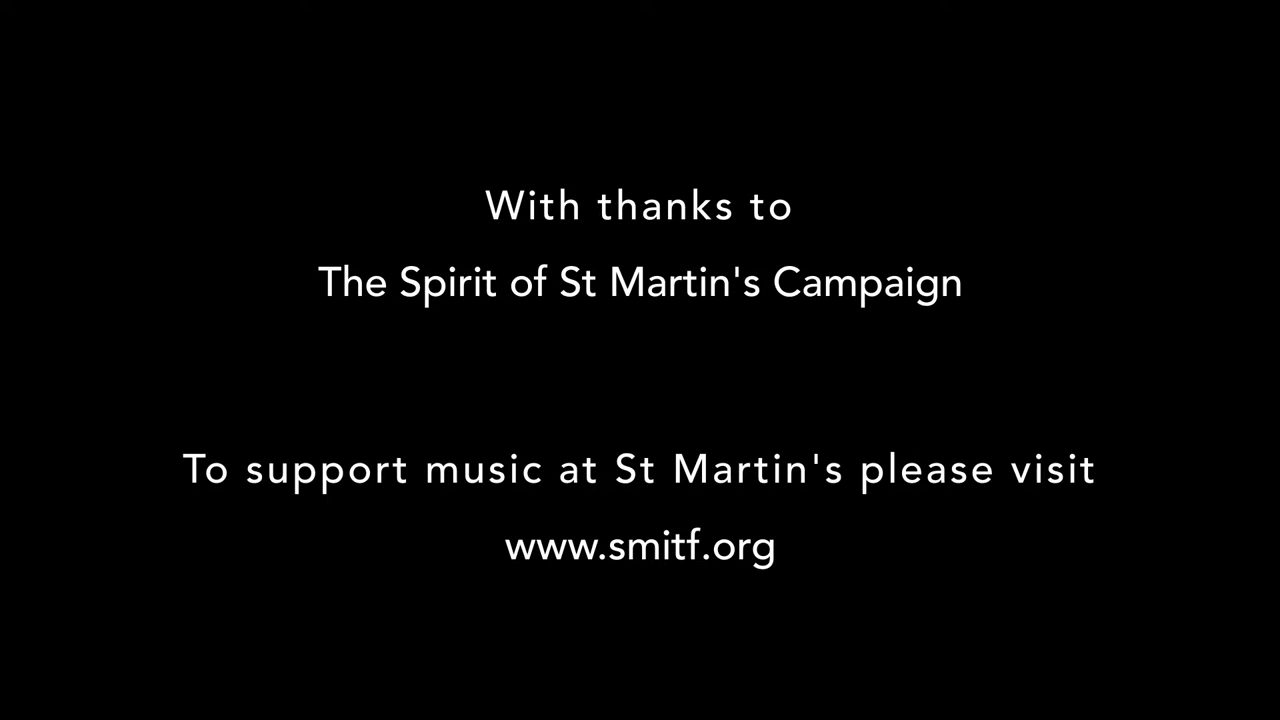 With thanks to
The Spirit of St Martin's Campaign
To support music at St Martin's please visit
www.smitf.org